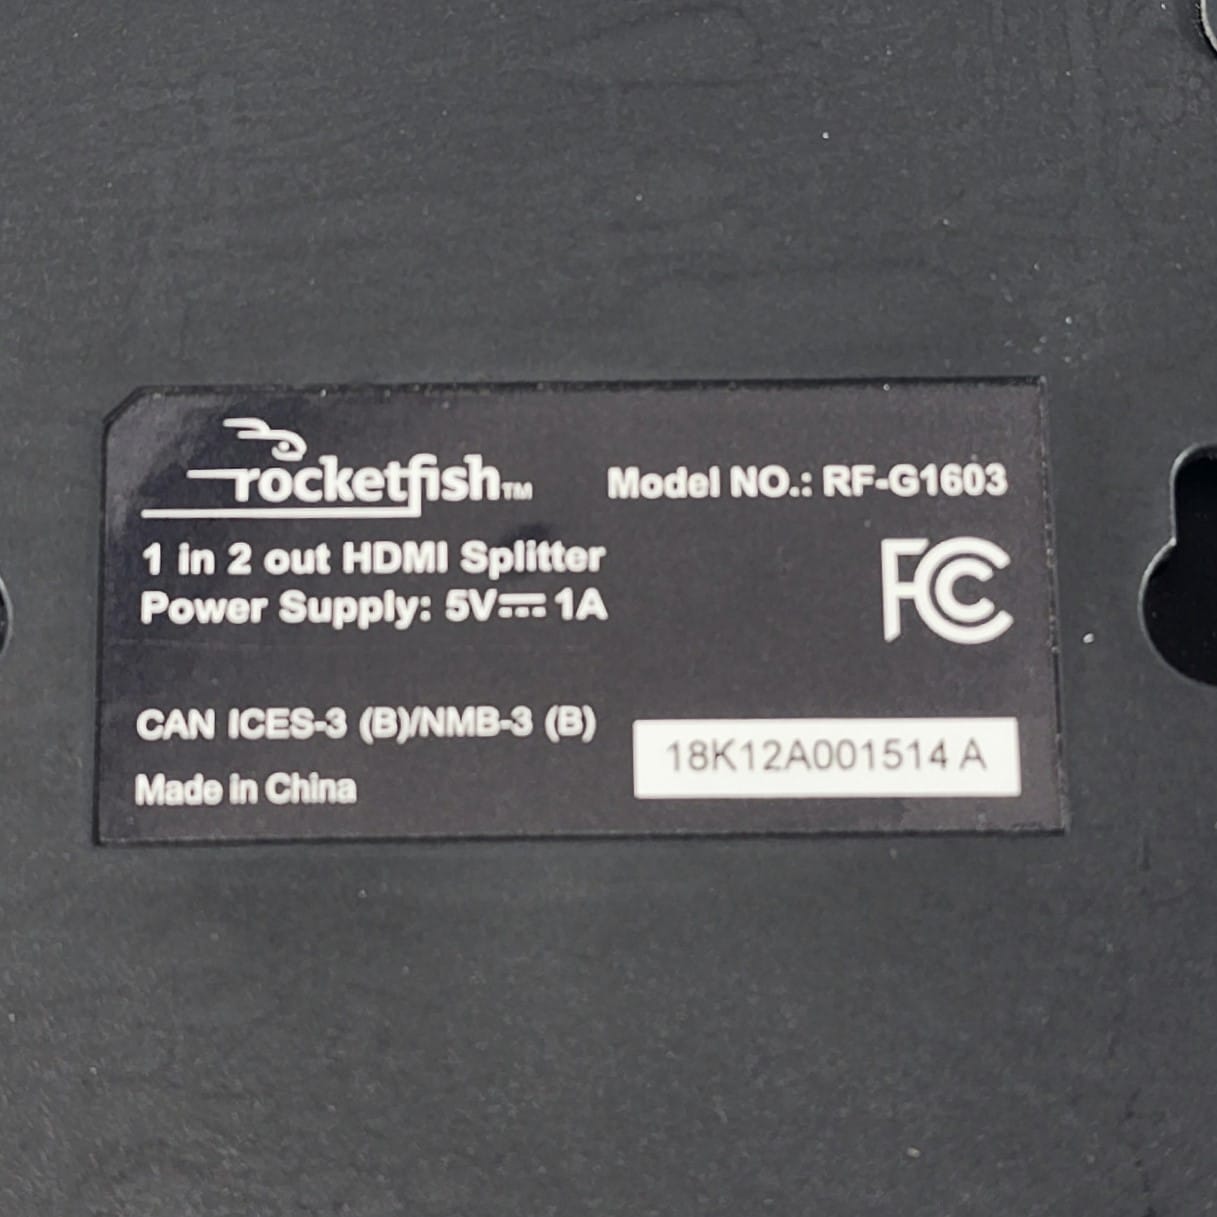 rocketfish™
Model NO.: RF-G1603
1 in 2 out HDMI Splitter
Power Supply: 5V⎓1A
FC
CAN ICES-3 (B)/NMB-3 (B)
18K12A001514 A
Made in China